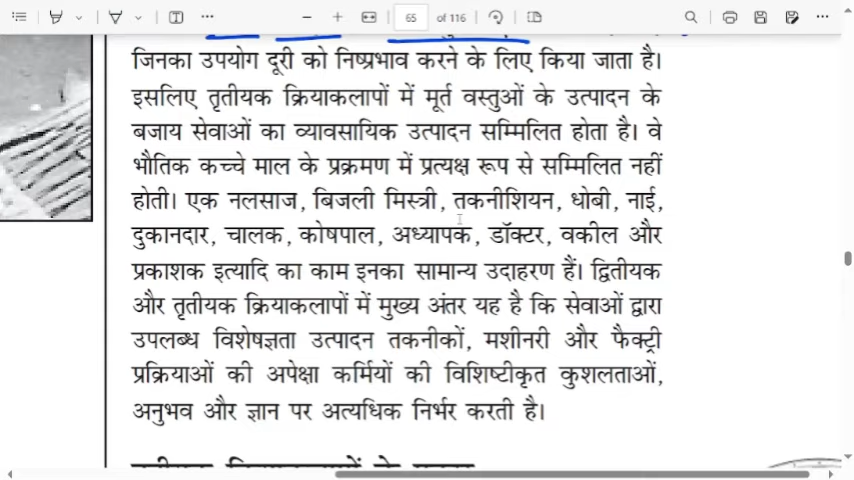 65 of 116
जिनका उपयोग दूरी को निष्प्रभाव करने के लिए किया जाता है।
इसलिए तृतीयक क्रियाकलापों में मूर्त वस्तुओं के उत्पादन के
बजाय सेवाओं का व्यावसायिक उत्पादन सम्मिलित होता है। वे
भौतिक कच्चे माल के प्रक्रमण में प्रत्यक्ष रूप से सम्मिलित नहीं
होती। एक नलसाज, बिजली मिस्त्री, तकनीशियन, धोबी, नाई,
दुकानदार, चालक, कोषपाल, अध्यापक, डॉक्टर, वकील और
प्रकाशक इत्यादि का काम इनका सामान्य उदाहरण हैं। द्वितीयक
और तृतीयक क्रियाकलापों में मुख्य अंतर यह है कि सेवाओं द्वारा
उपलब्ध विशेषज्ञता उत्पादन तकनीकों, मशीनरी और फैक्ट्री
प्रक्रियाओं की अपेक्षा कर्मियों की विशिष्टीकृत कुशलताओं,
अनुभव और ज्ञान पर अत्यधिक निर्भर करती है।